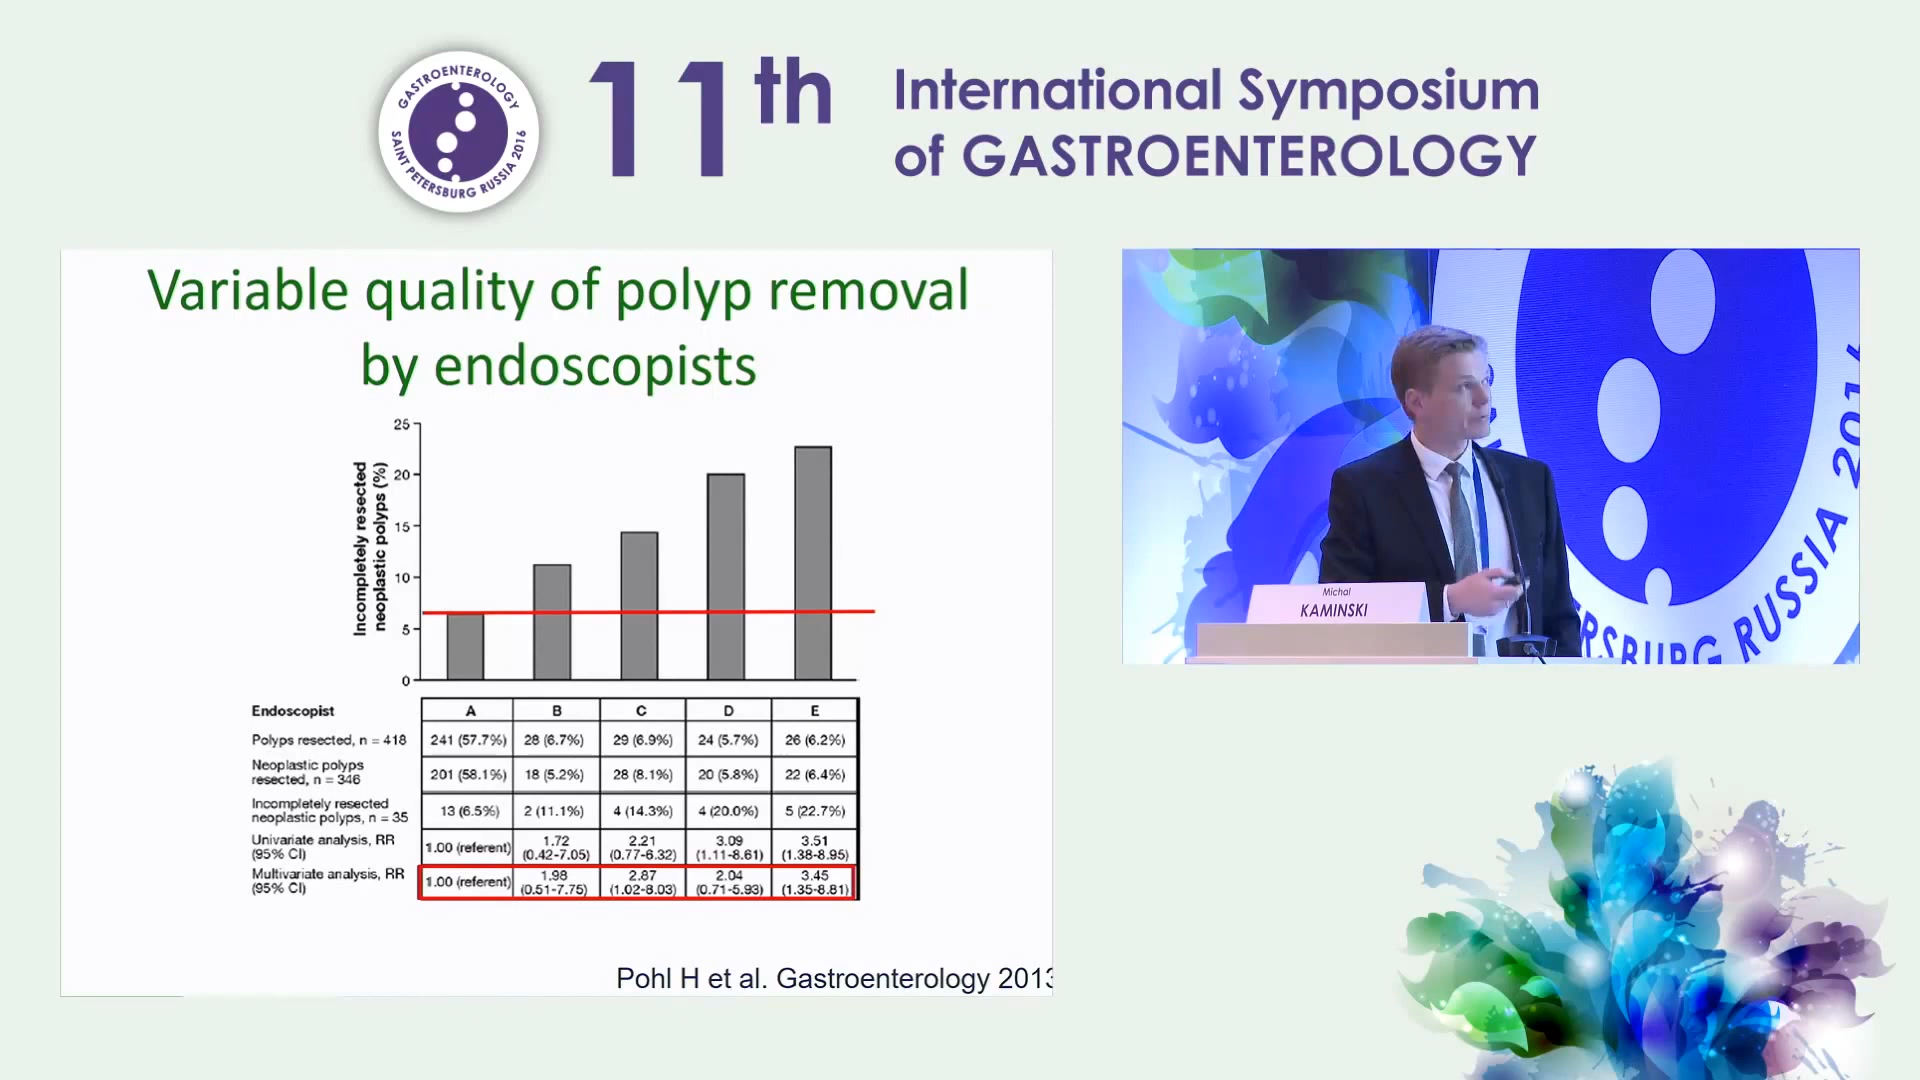 GASTROENTEROLOGY
SAINT PETERSBURG RUSSIA 2016
11th
International Symposium
of GASTROENTEROLOGY
Variable quality of polyp removal
by endoscopists
Incompletely resected
neoplastic polyps (%)
25
20
15
10
5
0
Endoscopist A B C D E
Polyps resected, n = 418 241 (57.7%) 28 (6.7%) 29 (6.9%) 24 (5.7%) 26 (6.2%)
Neoplastic polyps
resected, n = 346 201 (58.1%) 18 (5.2%) 28 (8.1%) 20 (5.8%) 22 (6.4%)
Incompletely resected
neoplastic polyps, n = 35 13 (6.5%) 2 (11.1%) 4 (14.3%) 4 (20.0%) 5 (22.7%)
Univariate analysis, RR 1.00 (referent) 1.72 2.21 3.09 3.51
(95% CI) (0.42-7.05) (0.77-6.32) (1.11-8.61) (1.38-8.95)
Multivariate analysis, RR 1.00 (referent) 1.98 2.87 2.04 3.45
(95% CI) (0.51-7.75) (1.02-8.03) (0.71-5.93) (1.35-8.81)
Pohl H et al. Gastroenterology 2013
Michal
KAMINSKI
RSBURG RUSSIA 201